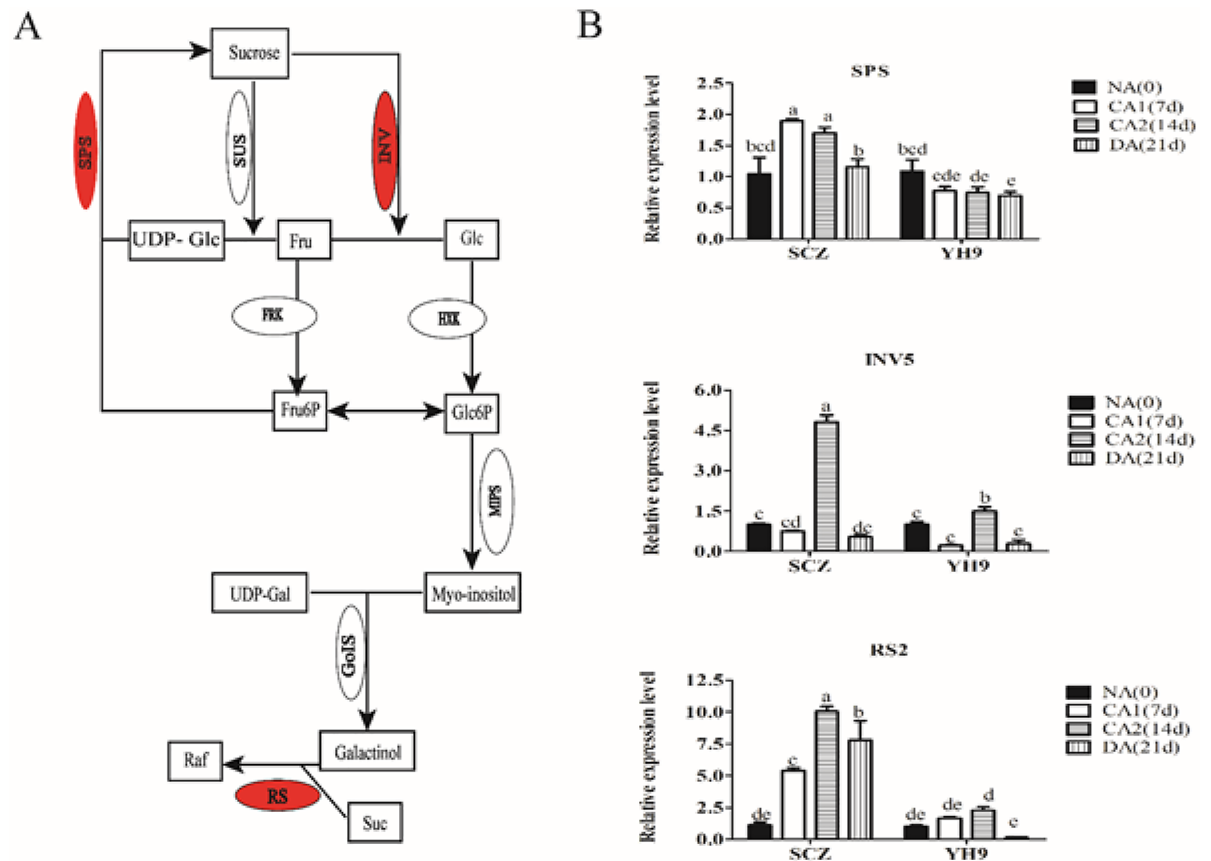 A
Sucrose
SPS
SUS
INV
UDP- Glc
Fru
Glc
FRK
HXK
Fru6P
Glc6P
MIPS
UDP-Gal
Myo-inositol
GolS
Galactinol
Raf
RS
Suc
B
SPS
Relative expression level
2.5
2.0
1.5
1.0
0.5
0.0
bcd
a
a
b
bcd
cde
de
e
SCZ
YH9
NA(0)
CA1(7d)
CA2(14d)
DA(21d)
INV5
Relative expression level
6.0
4.5
3.0
1.5
0.0
c
cd
a
dc
c
e
b
e
SCZ
YH9
NA(0)
CA1(7d)
CA2(14d)
DA(21d)
RS2
Relative expression level
12.5
10.0
7.5
5.0
2.5
0.0
de
c
a
b
de
de
d
e
SCZ
YH9
NA(0)
CA1(7d)
CA2(14d)
DA(21d)